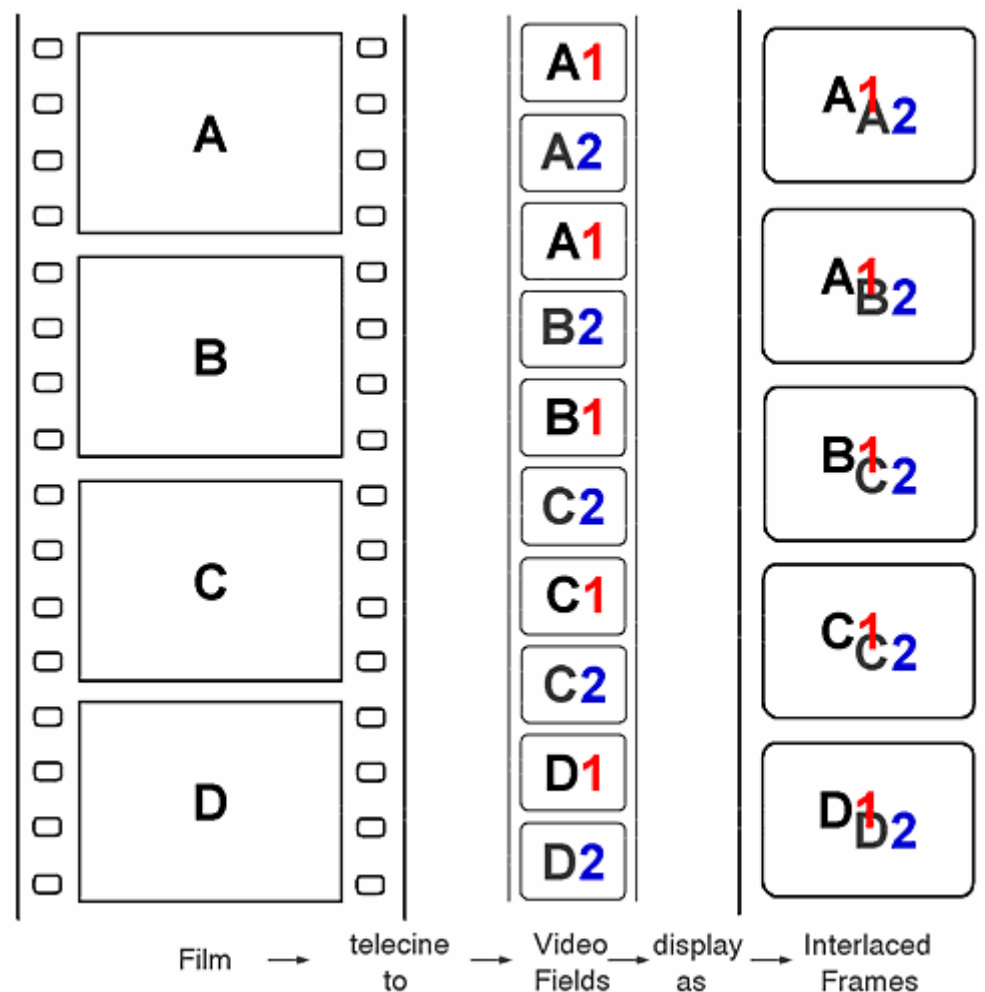 A
B
C
D
A1
A2
A1
B2
B1
C2
C1
C2
D1
D2
A1
A2
A1
B2
B1
C2
C1
C2
D1
D2
Film → telecine → Video → display → Interlaced
to Fields as Frames